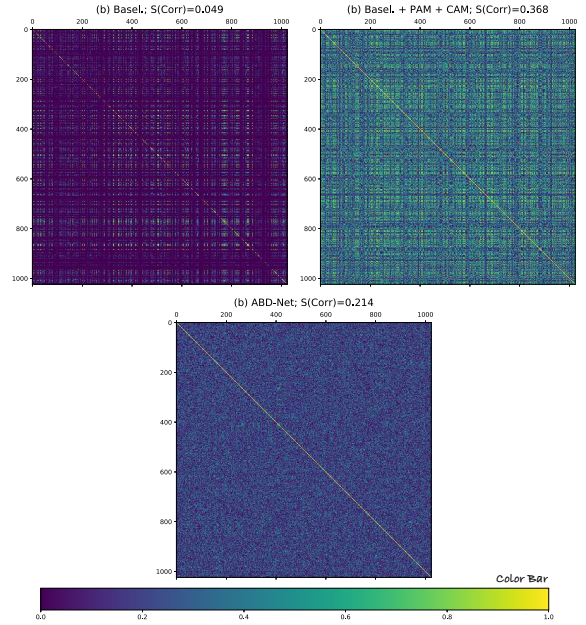 (b) Basel.; S(Corr)=0.049
(b) Basel. + PAM + CAM; S(Corr)=0.368
0 200 400 600 800 1000
0 200 400 600 800 1000
0
200
400
600
800
1000
0
200
400
600
800
1000
(b) ABD-Net; S(Corr)=0.214
0 200 400 600 800 1000
0
200
400
600
800
1000
Color Bar
0.0 0.2 0.4 0.6 0.8 1.0